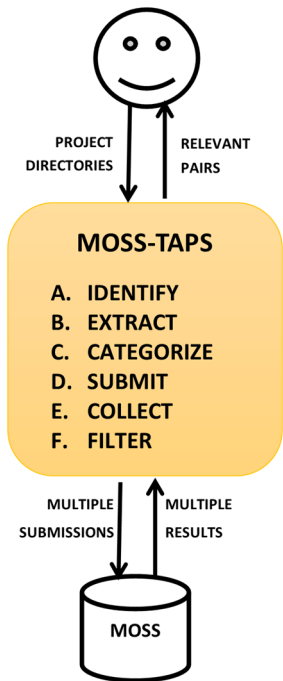 PROJECT
DIRECTORIES
RELEVANT
PAIRS
MOSS-TAPS
A. IDENTIFY
B. EXTRACT
C. CATEGORIZE
D. SUBMIT
E. COLLECT
F. FILTER
MULTIPLE
SUBMISSIONS
MULTIPLE
RESULTS
MOSS